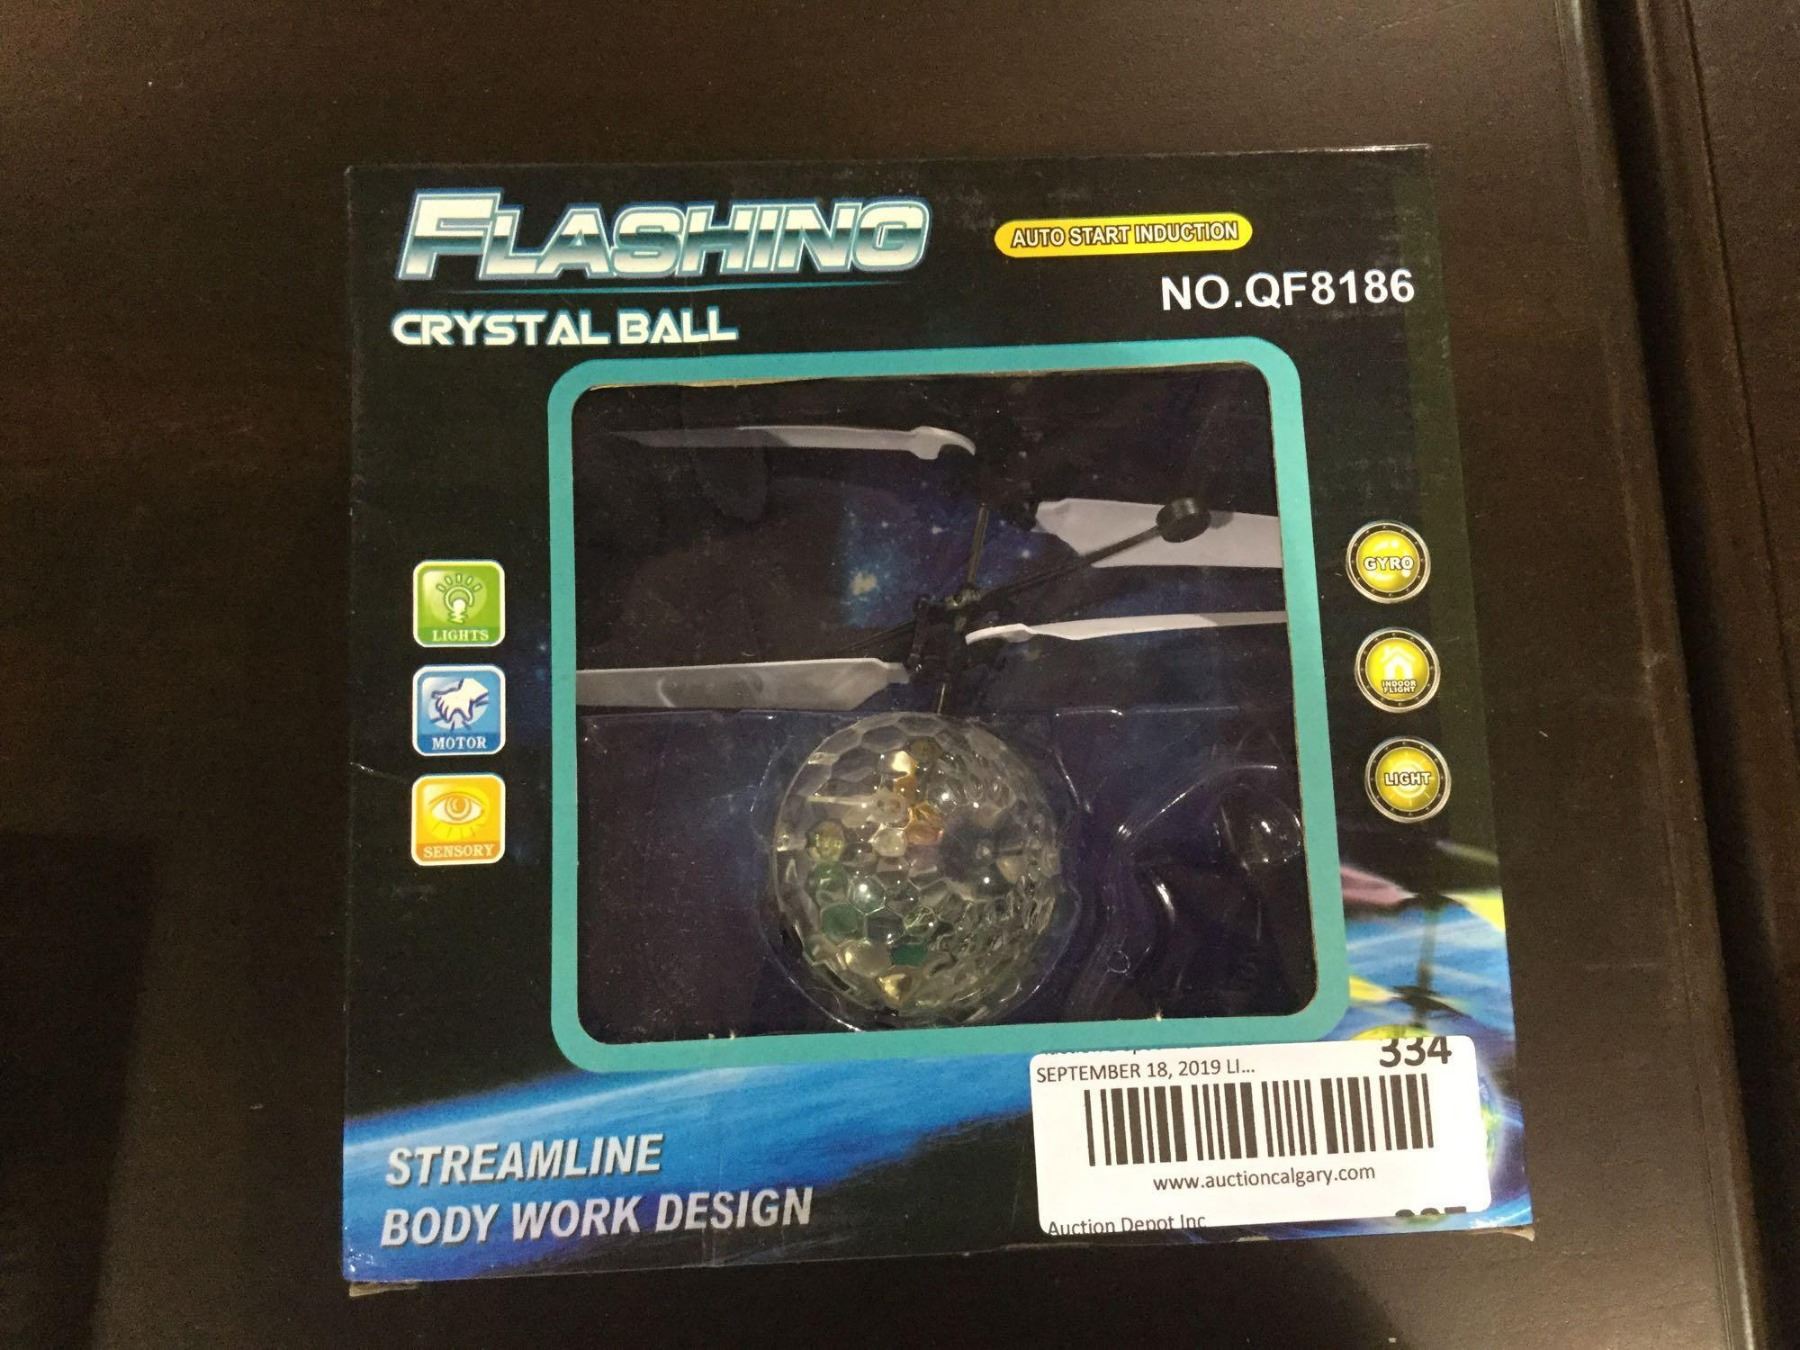 FLASHING
CRYSTAL BALL
AUTO START INDUCTION
NO.QF8186
LIGHTS
MOTOR
SENSORY
GYRO
INDOOR
FLIGHT
LIGHT
STREAMLINE
BODY WORK DESIGN
334
SEPTEMBER 18, 2019 LI...
www.auctioncalgary.com
Auction Depot Inc